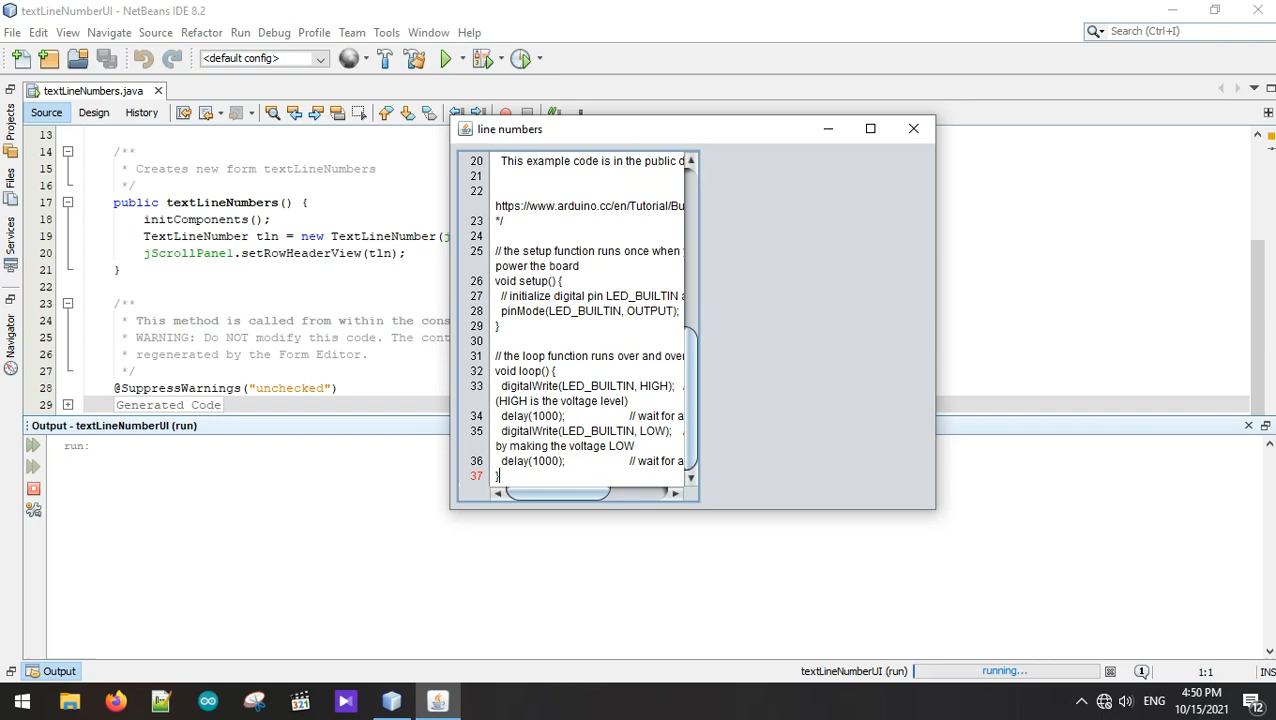 textLineNumberUI - NetBeans IDE 8.2
File Edit View Navigate Source Refactor Run Debug Profile Team Tools Window Help
Search (Ctrl+I)
<default config>
textLineNumbers.java
Source Design History
13
14 /**
15 * Creates new form textLineNumbers
16 */
17 public textLineNumbers() {
18 initComponents();
19 TextLineNumber tln = new TextLineNumber(j
20 jScrollPane1.setRowHeaderView(tln);
21 }
22
23 /**
24 * This method is called from within the cons
25 * WARNING: Do NOT modify this code. The cont
26 * regenerated by the Form Editor.
27 */
28 @SuppressWarnings("unchecked")
29 Generated Code
Projects
Files
Services
Navigator
line numbers
20 This example code is in the public d
21
22
https://www.arduino.cc/en/Tutorial/Bu
23 */
24
25 // the setup function runs once when
power the board
26 void setup() {
27 // initialize digital pin LED_BUILTIN a
28 pinMode(LED_BUILTIN, OUTPUT);
29 }
30
31 // the loop function runs over and over
32 void loop() {
33 digitalWrite(LED_BUILTIN, HIGH);
(HIGH is the voltage level)
34 delay(1000); // wait for a
35 digitalWrite(LED_BUILTIN, LOW);
by making the voltage LOW
36 delay(1000); // wait for a
37 }
Output - textLineNumberUI (run)
run:
Output
textLineNumberUI (run) running... 1 1:1 INS
321
ENG
4:50 PM
10/15/2021
12